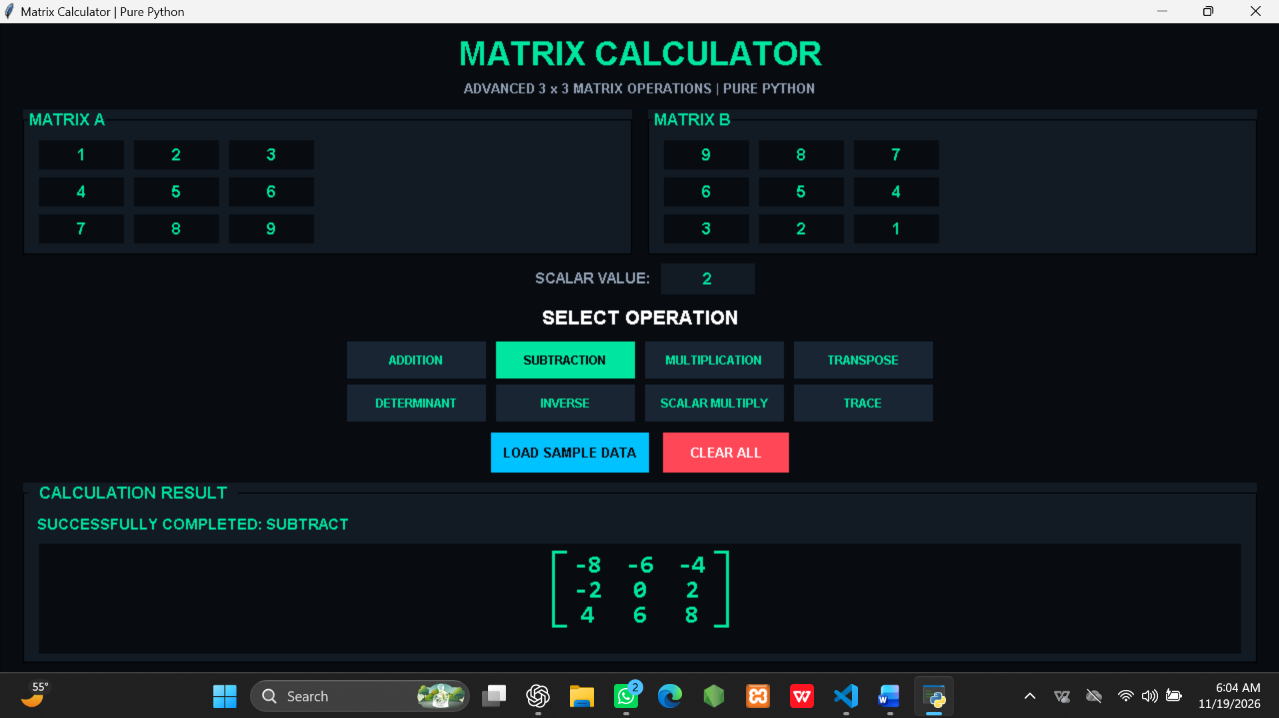 Matrix Calculator | Pure Python
MATRIX CALCULATOR
ADVANCED 3 x 3 MATRIX OPERATIONS | PURE PYTHON
MATRIX A
1 2 3
4 5 6
7 8 9
MATRIX B
9 8 7
6 5 4
3 2 1
SCALAR VALUE: 2
SELECT OPERATION
ADDITION SUBTRACTION MULTIPLICATION TRANSPOSE
DETERMINANT INVERSE SCALAR MULTIPLY TRACE
LOAD SAMPLE DATA CLEAR ALL
CALCULATION RESULT
SUCCESSFULLY COMPLETED: SUBTRACT
-8 -6 -4
-2 0 2
4 6 8
55°
Search
2
W
W
6:04 AM
11/19/2026